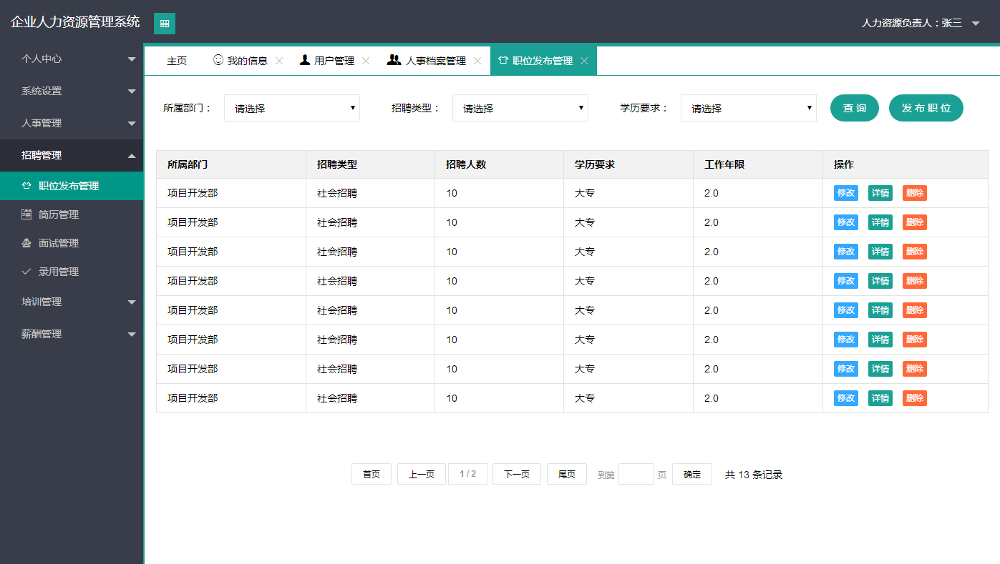 企业人力资源管理系统
人力资源负责人：张三
个人中心
系统设置
人事管理
招聘管理
职位发布管理
简历管理
面试管理
录用管理
培训管理
薪酬管理
主页 我的信息 用户管理 人事档案管理 职位发布管理
所属部门： 请选择 招聘类型： 请选择 学历要求： 请选择 查 询 发 布 职 位
所属部门 招聘类型 招聘人数 学历要求 工作年限 操作
项目开发部 社会招聘 10 大专 2.0 修改 详情 删除
项目开发部 社会招聘 10 大专 2.0 修改 详情 删除
项目开发部 社会招聘 10 大专 2.0 修改 详情 删除
项目开发部 社会招聘 10 大专 2.0 修改 详情 删除
项目开发部 社会招聘 10 大专 2.0 修改 详情 删除
项目开发部 社会招聘 10 大专 2.0 修改 详情 删除
项目开发部 社会招聘 10 大专 2.0 修改 详情 删除
项目开发部 社会招聘 10 大专 2.0 修改 详情 删除
首页 上一页 1 / 2 下一页 尾页 到第 页 确定 共 13 条记录